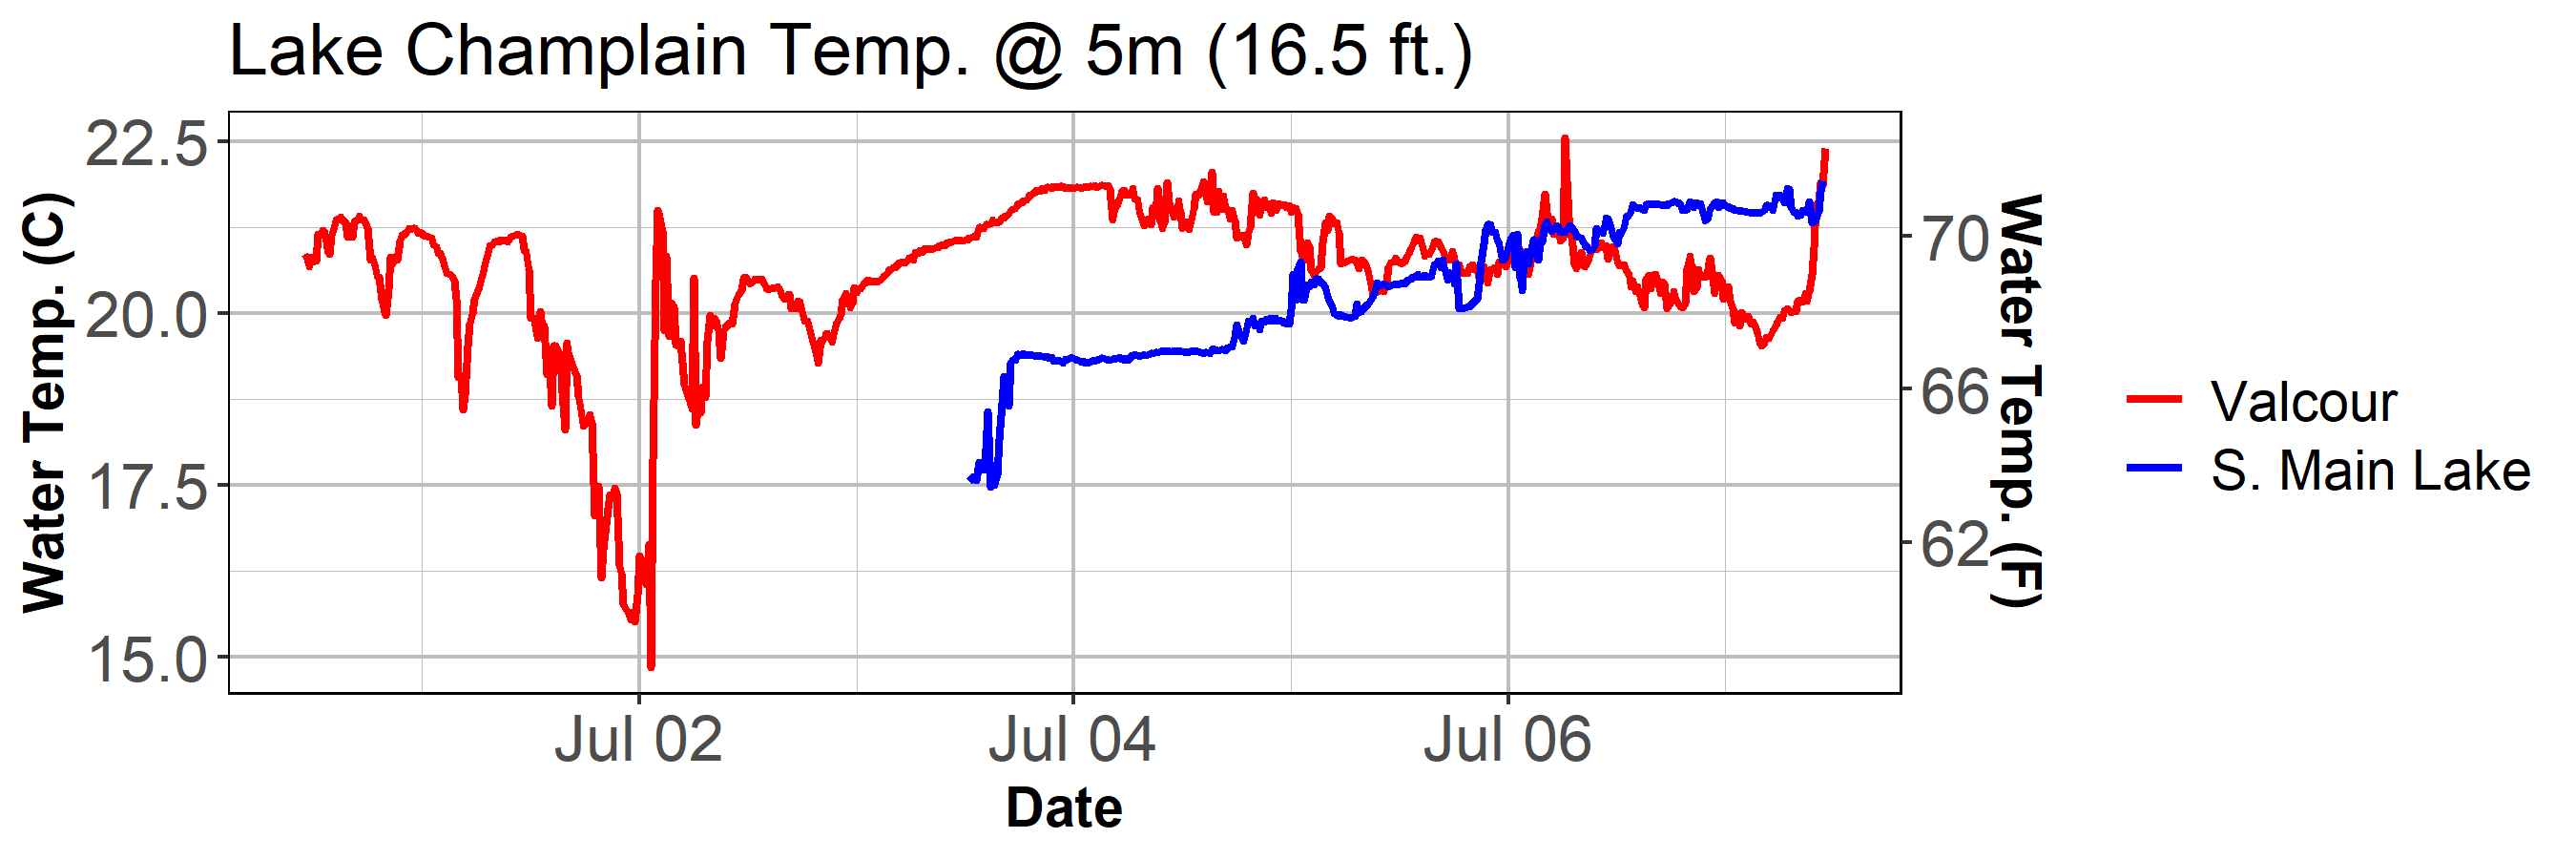 Lake Champlain Temp. @ 5m (16.5 ft.)
Water Temp. (C)
22.5
20.0
17.5
15.0
Jul 02
Jul 04
Jul 06
Date
70
66
62
Water Temp. (F)
Valcour
S. Main Lake